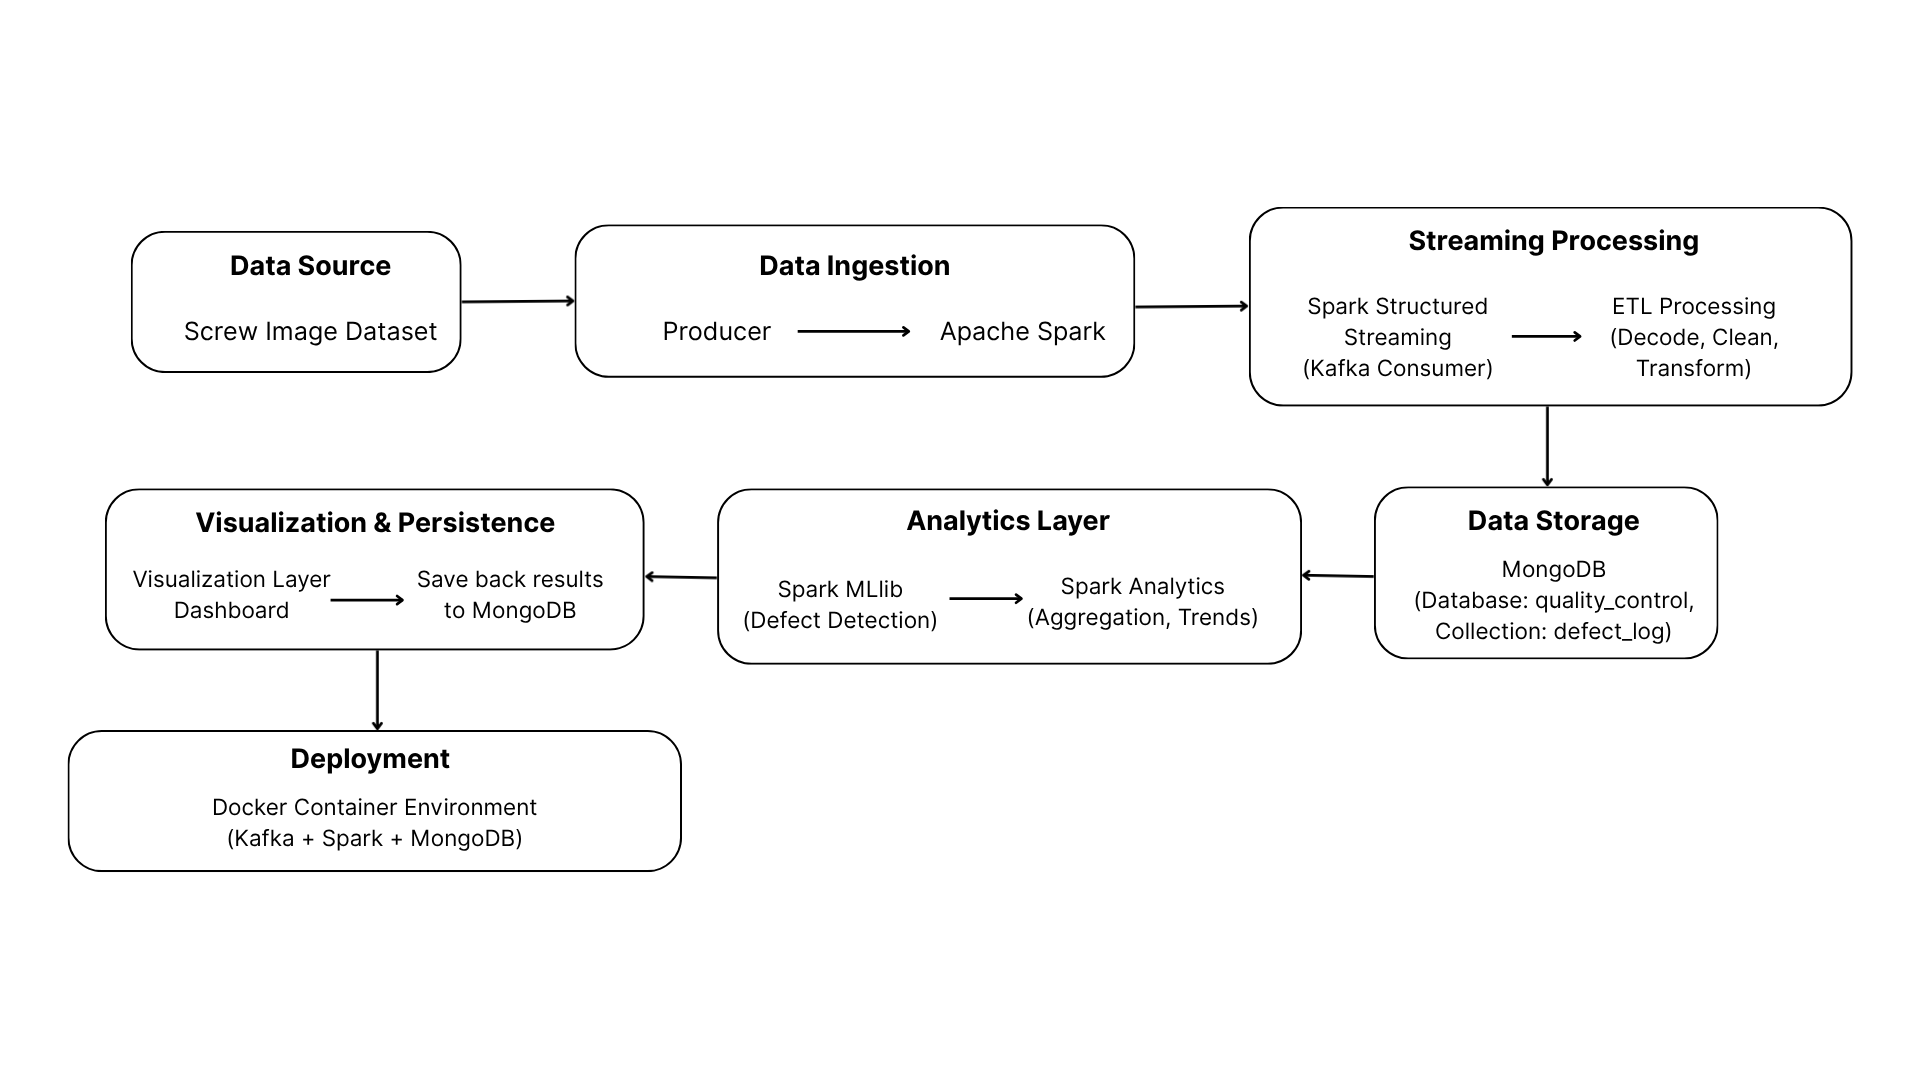 Data Source
Screw Image Dataset
Data Ingestion
Producer
Apache Spark
Streaming Processing
Spark Structured
Streaming
(Kafka Consumer)
ETL Processing
(Decode, Clean,
Transform)
Data Storage
MongoDB
(Database: quality_control,
Collection: defect_log)
Analytics Layer
Spark MLlib
(Defect Detection)
Spark Analytics
(Aggregation, Trends)
Visualization & Persistence
Visualization Layer
Dashboard
Save back results
to MongoDB
Deployment
Docker Container Environment
(Kafka + Spark + MongoDB)